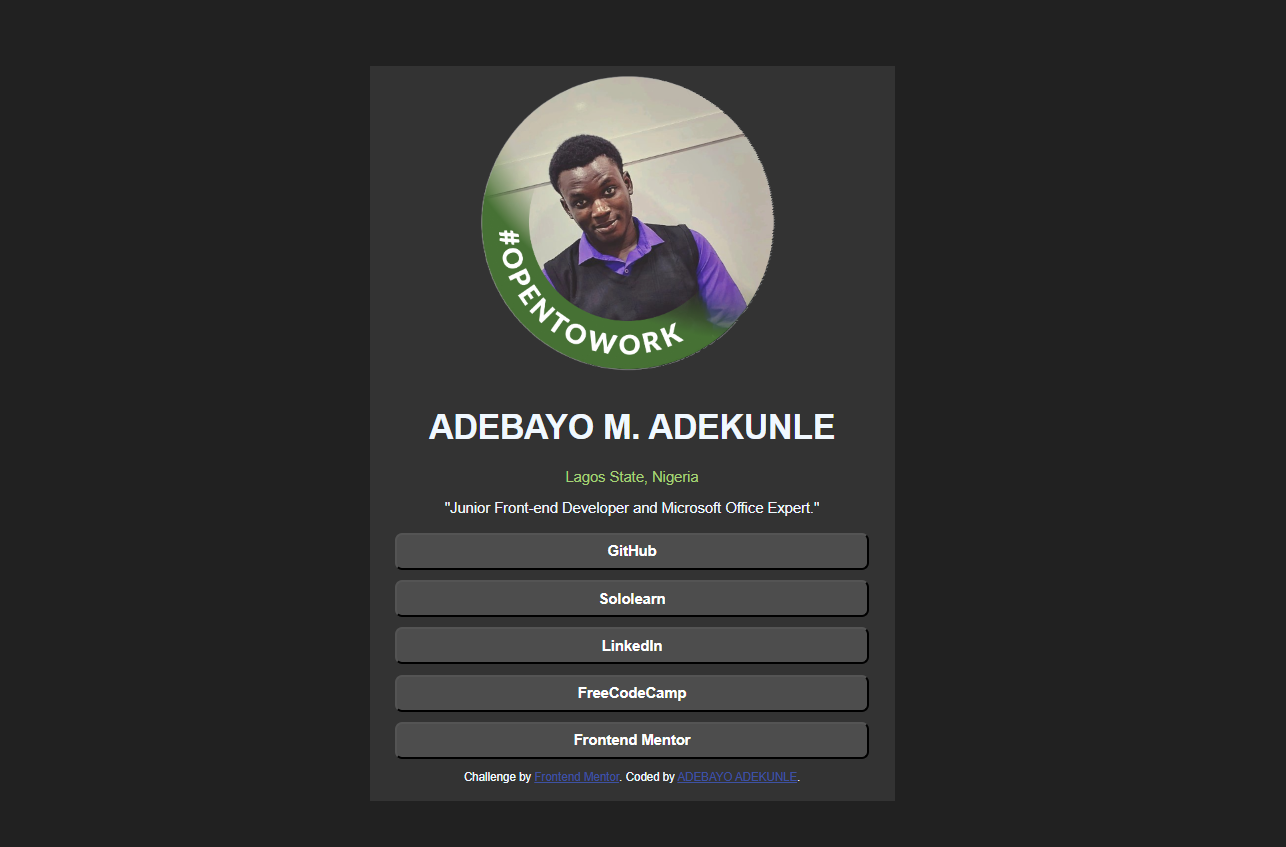 #OPENTOWORK
ADEBAYO M. ADEKUNLE
Lagos State, Nigeria
"Junior Front-end Developer and Microsoft Office Expert."
GitHub
Sololearn
LinkedIn
FreeCodeCamp
Frontend Mentor
Challenge by Frontend Mentor. Coded by ADEBAYO ADEKUNLE.